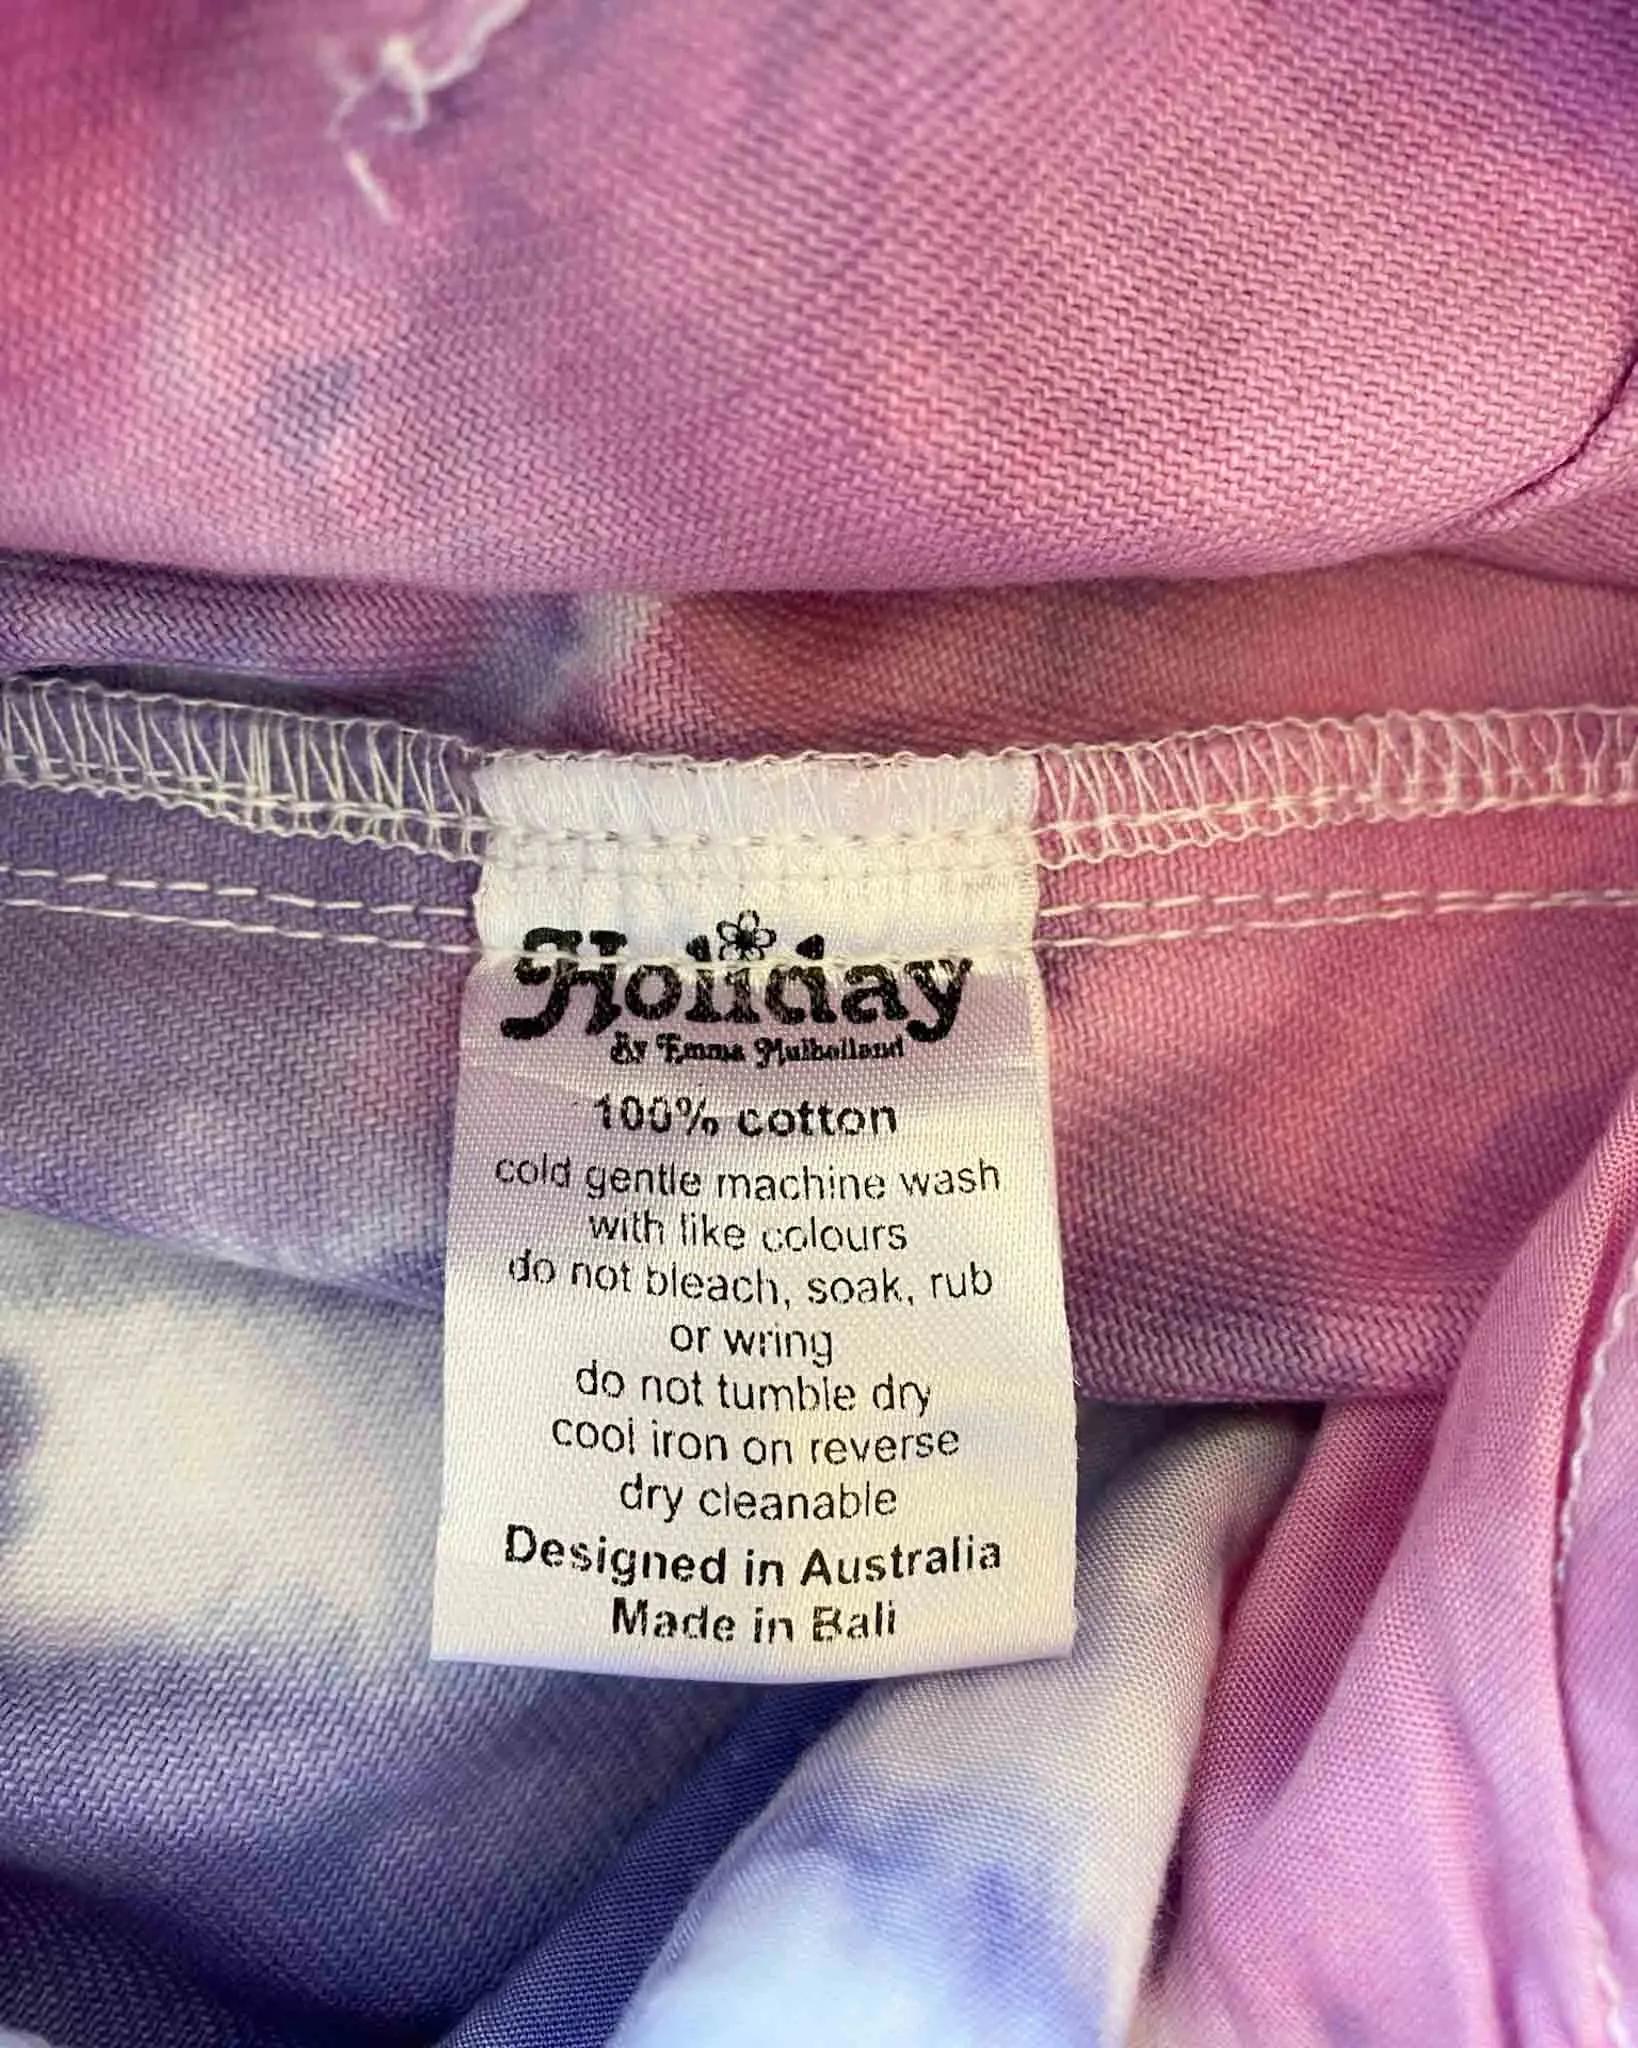 Holiday
By Emma Mulholland
100% cotton
cold gentle machine wash
with like colours
do not bleach, soak, rub
or wring
do not tumble dry
cool iron on reverse
dry cleanable
Designed in Australia
Made in Bali